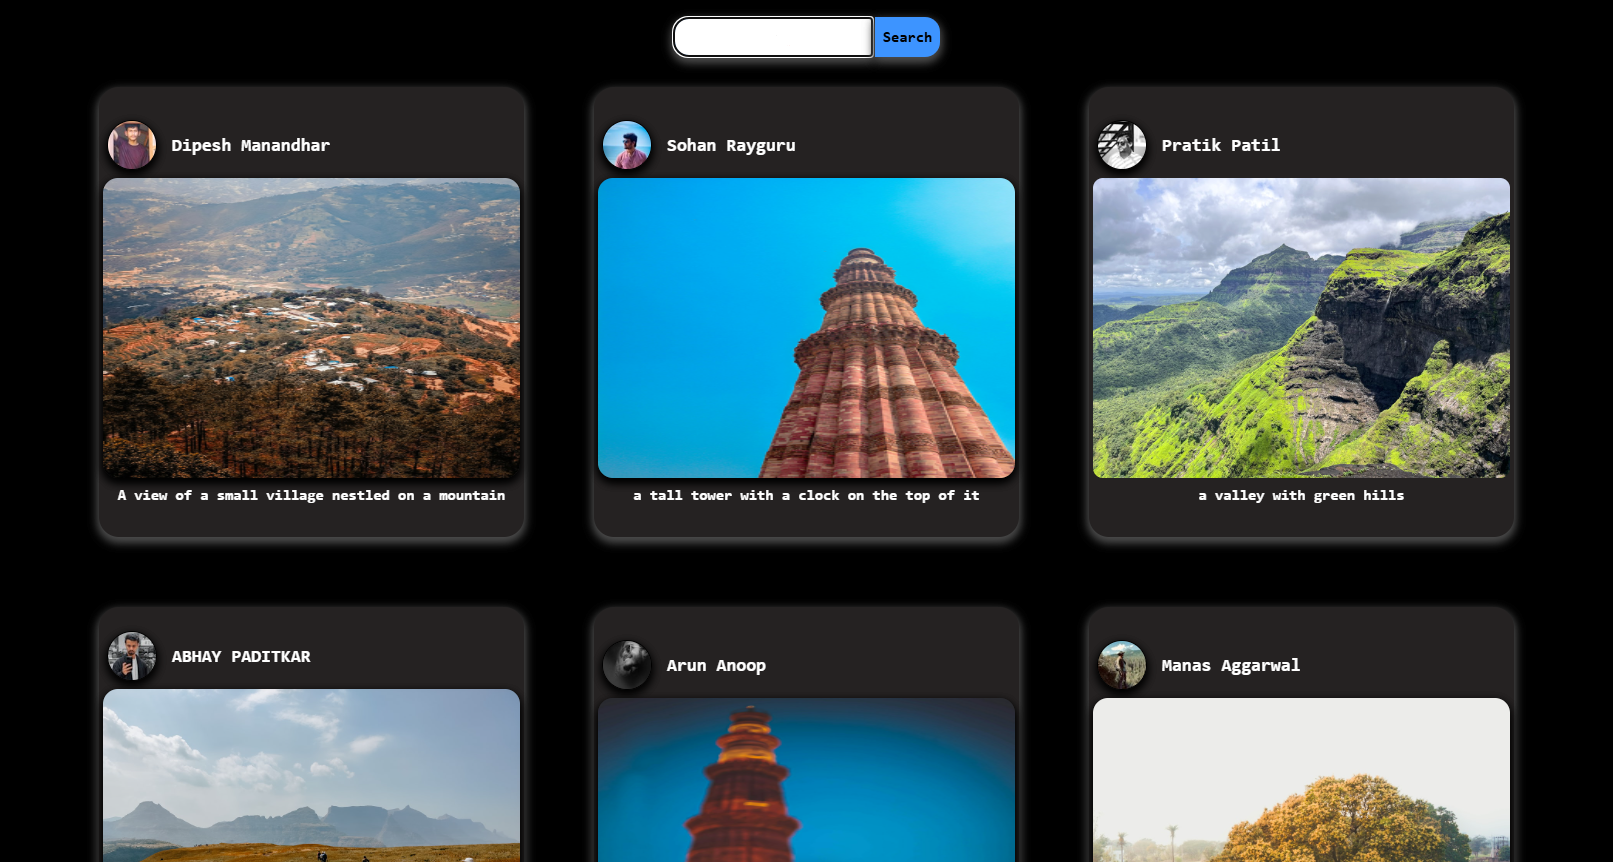 Search
Dipesh Manandhar
Sohan Rayguru
Pratik Patil
A view of a small village nestled on a mountain
a tall tower with a clock on the top of it
a valley with green hills
ABHAY PADITKAR
Arun Anoop
Manas Aggarwal